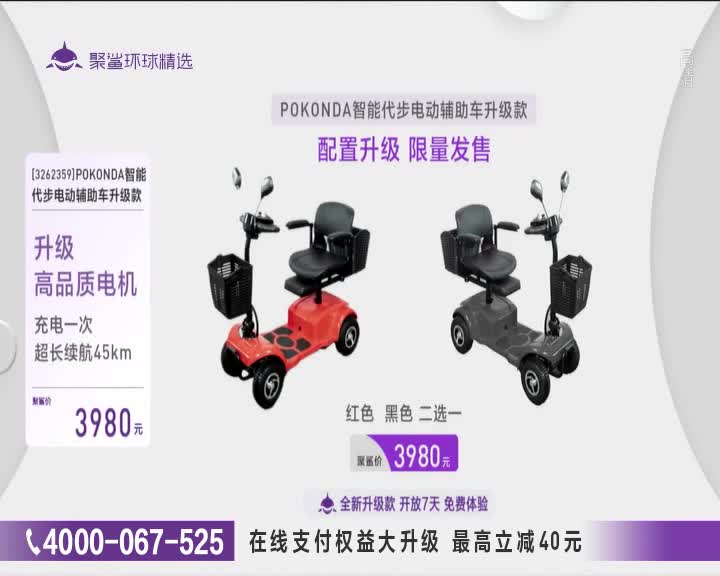 聚鲨环球精选
高清
POKONDA智能代步电动辅助车升级款
配置升级 限量发售
[3262359]POKONDA智能
代步电动辅助车升级款
升级
高品质电机
充电一次
超长续航45km
聚鲨价
3980元
红色 黑色 二选一
聚鲨价 3980元
全新升级款 开放7天 免费体验
4000-067-525
在线支付权益大升级 最高立减40元